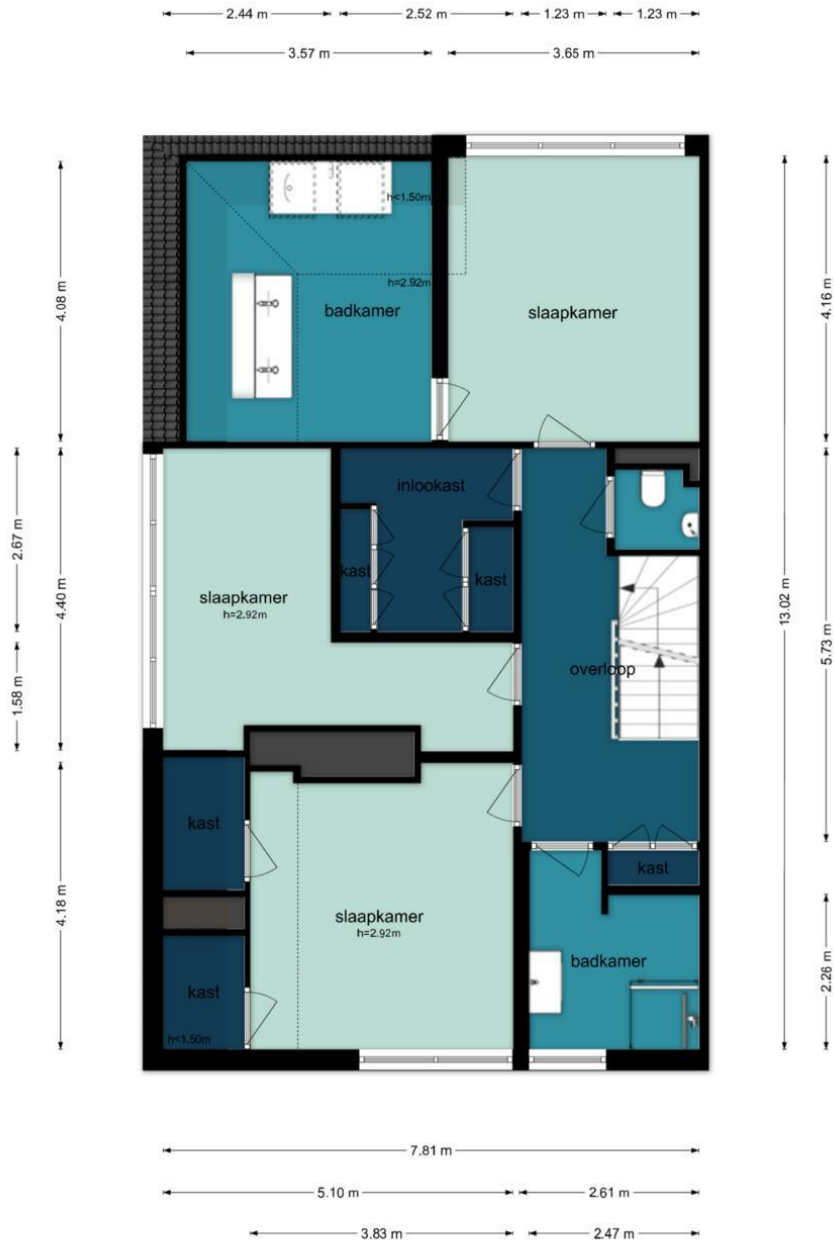 2.44 m 2.52 m 1.23 m 1.23 m
3.57 m 3.65 m
h<1.50m
h=2.92m
badkamer
slaapkamer
4.08 m
4.16 m
inlookast
kast
kast
slaapkamer
h=2.92m
2.67 m
4.40 m
1.58 m
overloop
13.02 m
5.73 m
kast
kast
slaapkamer
h=2.92m
badkamer
kast
h<1.50m
4.18 m
2.26 m
7.81 m
5.10 m 2.61 m
3.83 m 2.47 m